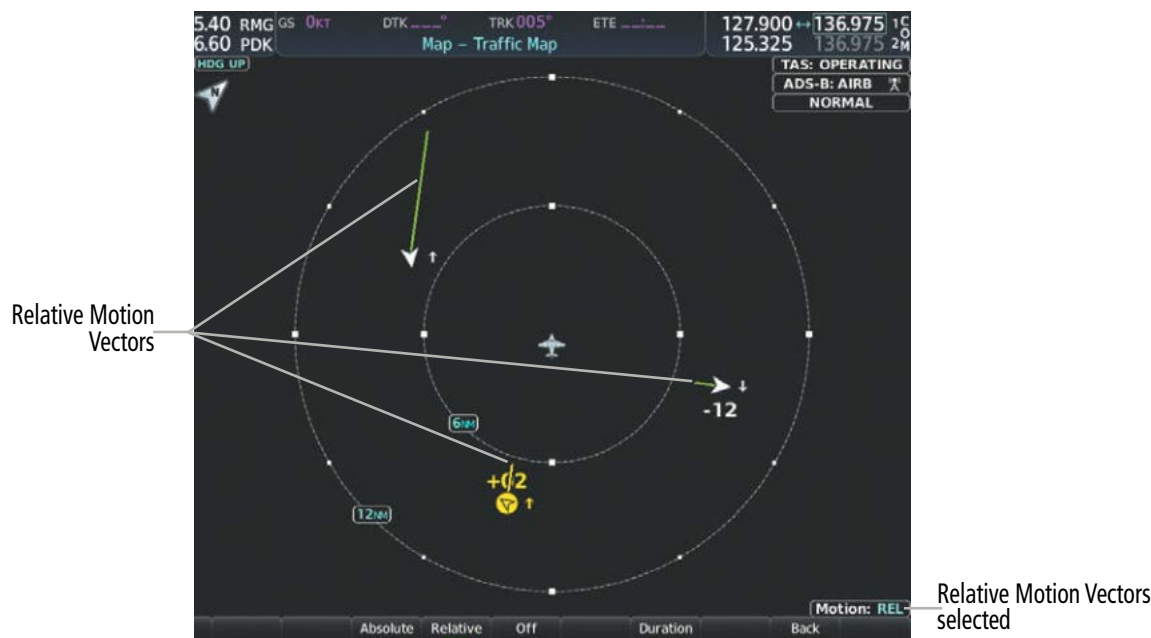 5.40 RMG GS 0KT DTK ___° TRK 005° ETE __:__ 127.900 ↔ 136.975 1 C
6.60 PDK Map – Traffic Map 125.325 136.975 2 O M
HDG UP
TAS: OPERATING
N
ADS-B: AIRB
NORMAL
↑
Relative Motion
Vectors
↓
-12
6NM
+02
↑
12NM
Motion: REL
Relative Motion Vectors
selected
Absolute Relative Off Duration Back